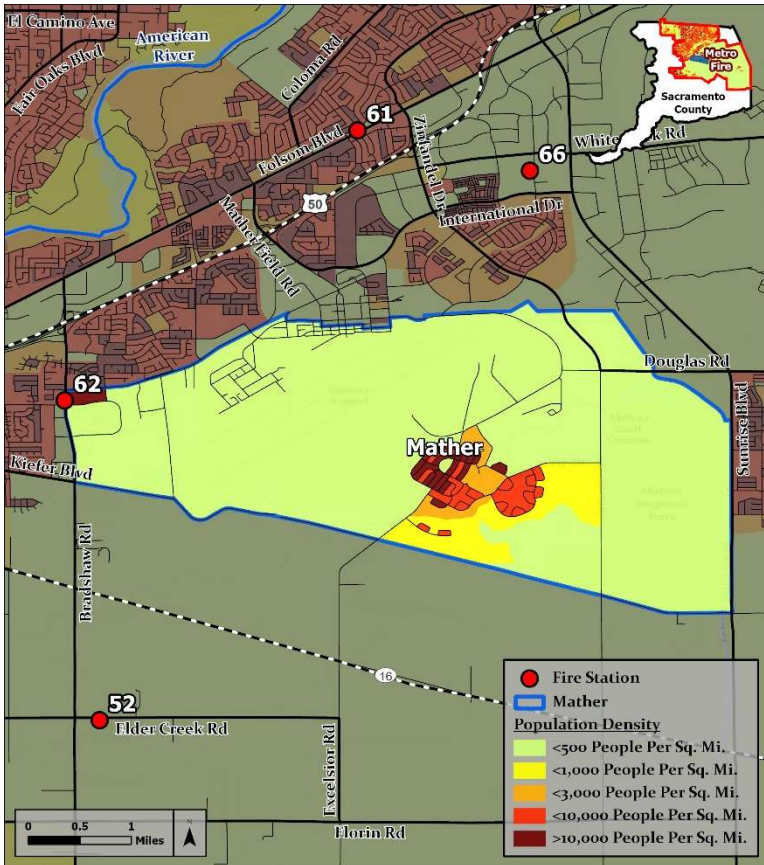 El Camino Ave
American
River
Fair Oaks Blvd
Coloma Rd
Metro
Fire
Sacramento
County
61
Folsom Blvd
Zinfandel Dr
66
50
International Dr
Mather Field Rd
Douglas Rd
62
Mather
Sunrise Blvd
Kiefer Blvd
Bradshaw Rd
16
52
Elder Creek Rd
Excelsior Rd
Florin Rd
0 0.5 1
Miles
N
Fire Station
Mather
Population Density
<500 People Per Sq. Mi.
<1,000 People Per Sq. Mi.
<3,000 People Per Sq. Mi.
<10,000 People Per Sq. Mi.
>10,000 People Per Sq. Mi.